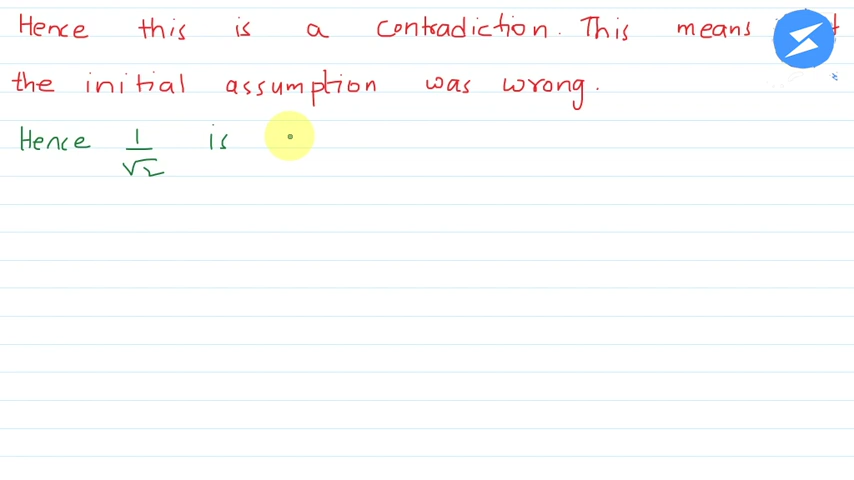 Hence this is a contradiction. This means
the initial assumption was wrong.
Hence 1/√2 is